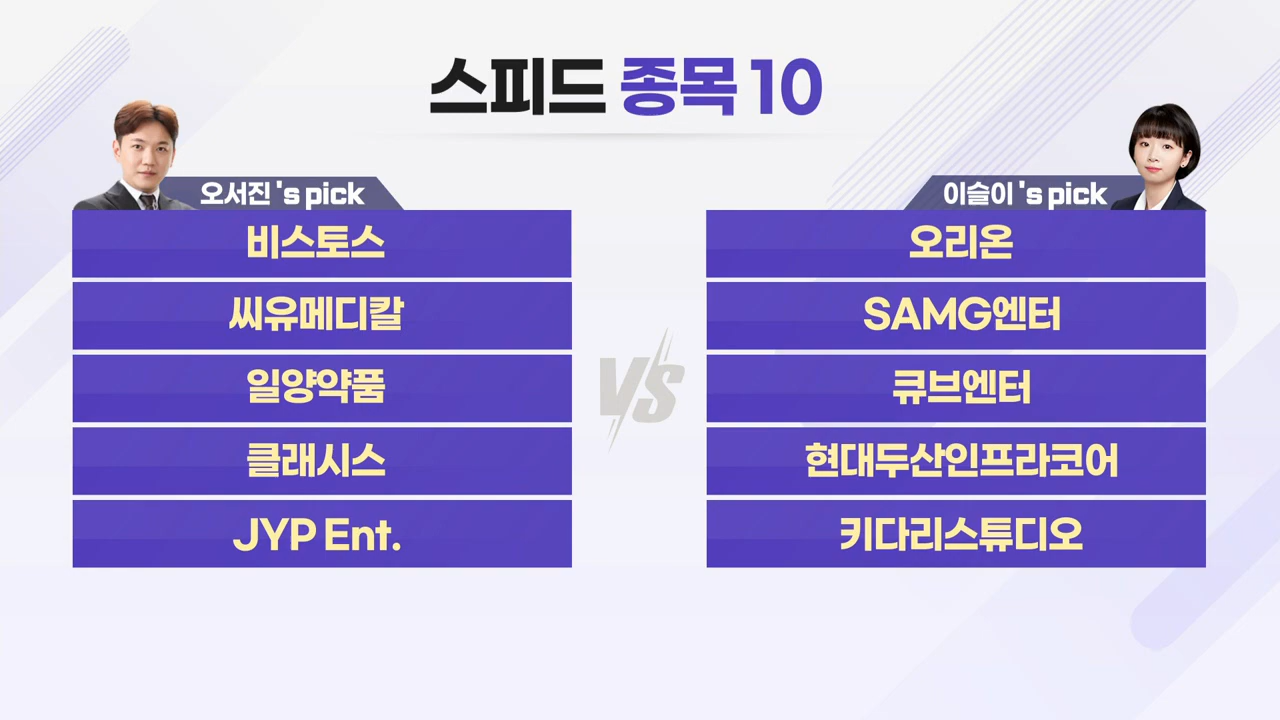 스피드 종목 10
오서진 's pick
비스토스
씨유메디칼
일양약품
클래시스
JYP Ent.
VS
이슬이 's pick
오리온
SAMG엔터
큐브엔터
현대두산인프라코어
키다리스튜디오